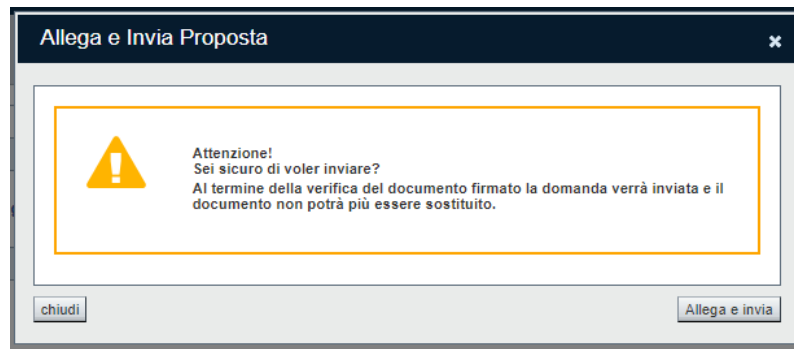 Allega e Invia Proposta
Attenzione!
Sei sicuro di voler inviare?
Al termine della verifica del documento firmato la domanda verrà inviata e il
documento non potrà più essere sostituito.
chiudi
Allega e invia